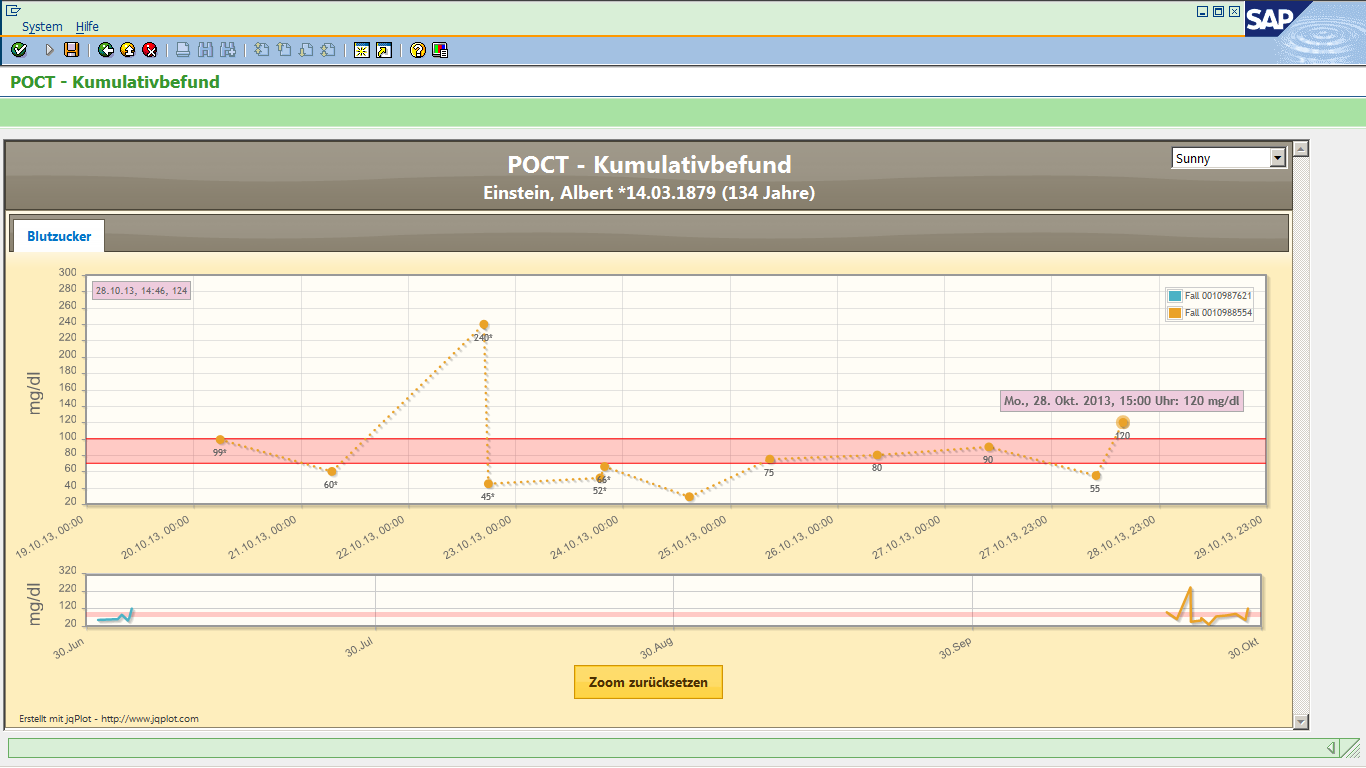 System Hilfe
SAP
POCT - Kumulativbefund
POCT - Kumulativbefund
Sunny
Einstein, Albert *14.03.1879 (134 Jahre)
Blutzucker
300
280
260
240
220
200
180
160
140
120
100
80
60
40
20
mg/dl
28.10.13, 14:46, 124
Fall 0010987621
Fall 0010988554
Mo., 28. Okt. 2013, 15:00 Uhr: 120 mg/dl
99*
60*
240*
45*
66*
52*
75
80
90
55
120
19.10.13, 00:00
20.10.13, 00:00
21.10.13, 00:00
22.10.13, 00:00
23.10.13, 00:00
24.10.13, 00:00
25.10.13, 00:00
26.10.13, 00:00
27.10.13, 00:00
27.10.13, 23:00
28.10.13, 23:00
29.10.13, 23:00
320
220
120
20
mg/dl
30.Jun
30.Jul
30.Aug
30.Sep
30.Okt
Zoom zurücksetzen
Erstellt mit jqPlot - http://www.jqplot.com